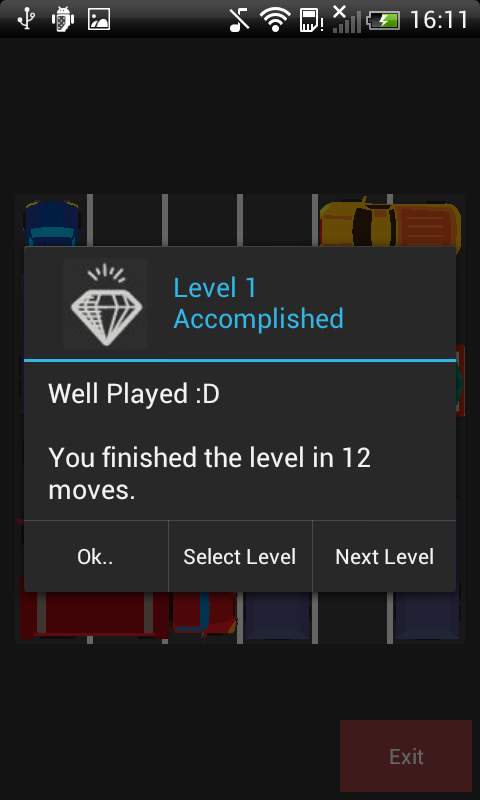 16:11
Level 1
Accomplished
Well Played :D
You finished the level in 12
moves.
Ok..
Select Level
Next Level
Exit